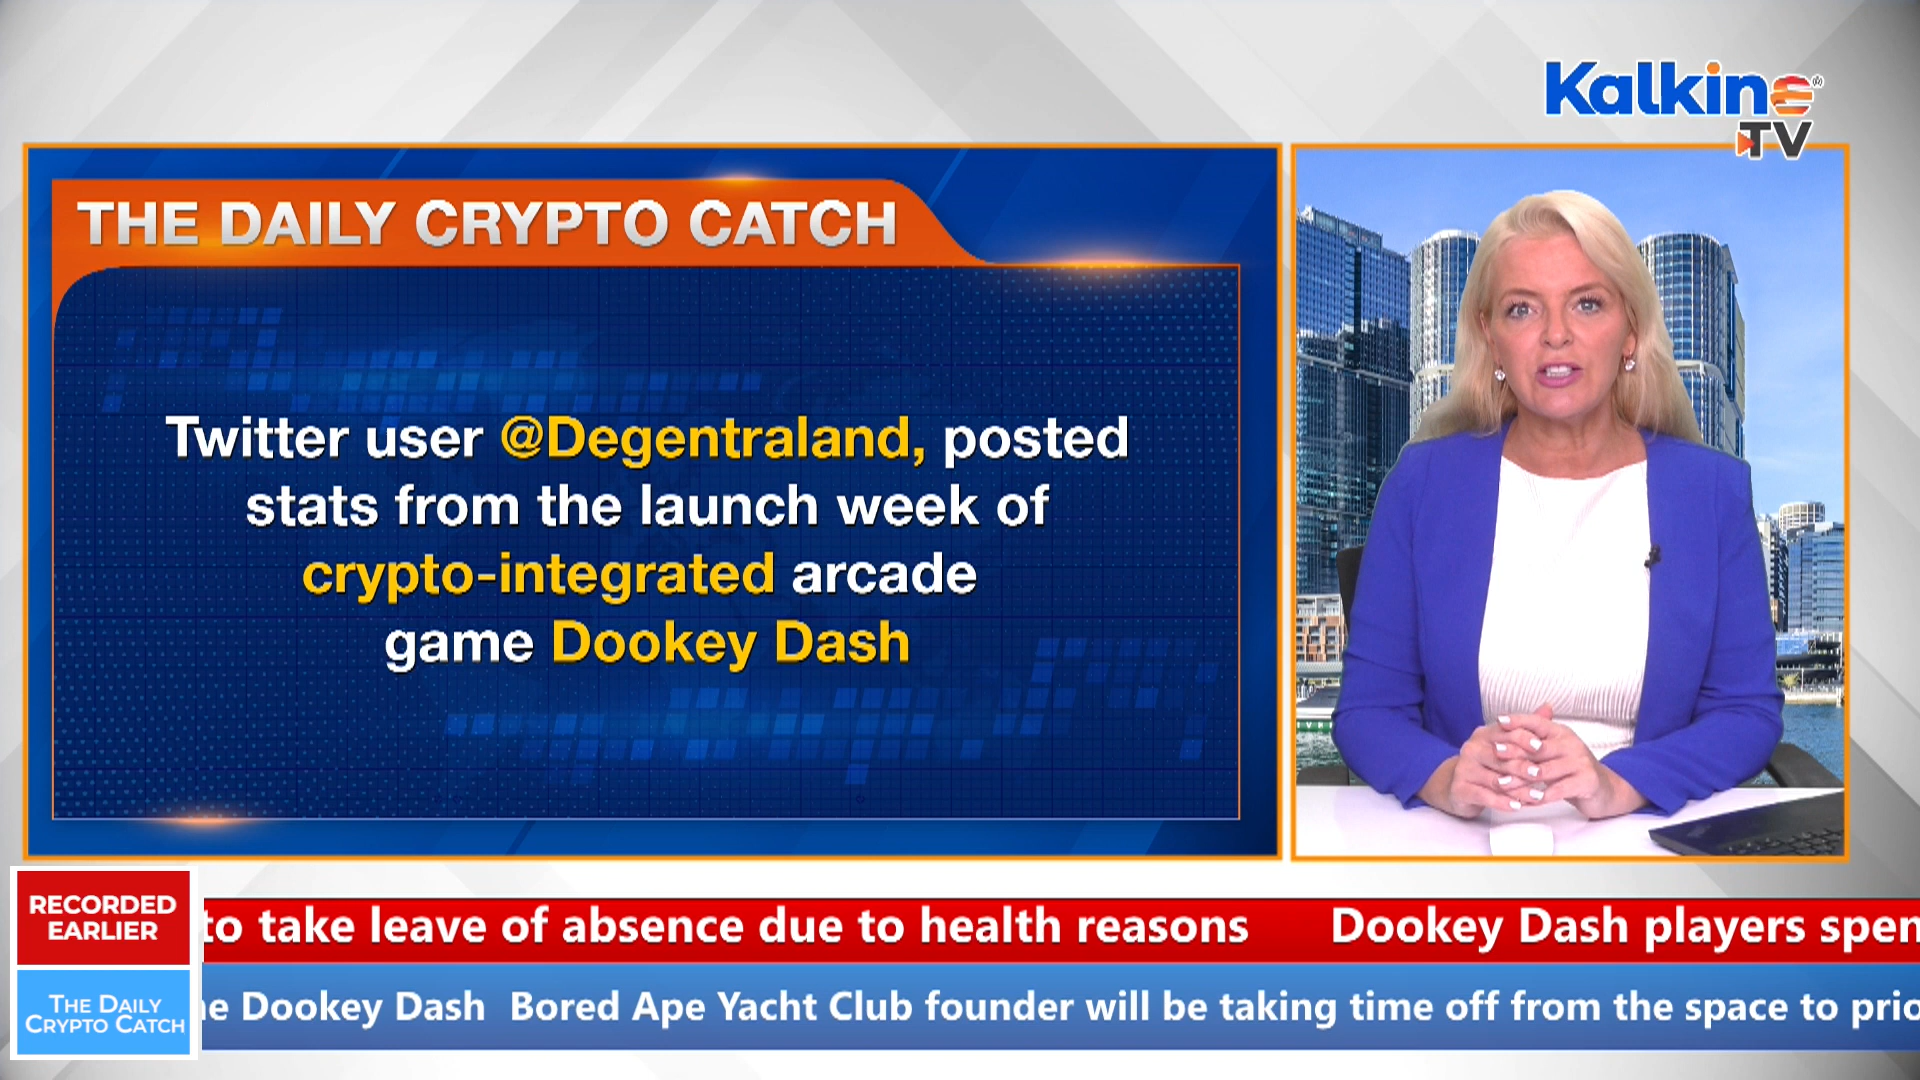 Kalkine
TV
THE DAILY CRYPTO CATCH
Twitter user @Degentraland, posted
stats from the launch week of
crypto-integrated arcade
game Dookey Dash
RECORDED
EARLIER
to take leave of absence due to health reasons Dookey Dash players spen
THE DAILY
CRYPTO CATCH
e Dookey Dash Bored Ape Yacht Club founder will be taking time off from the space to prio